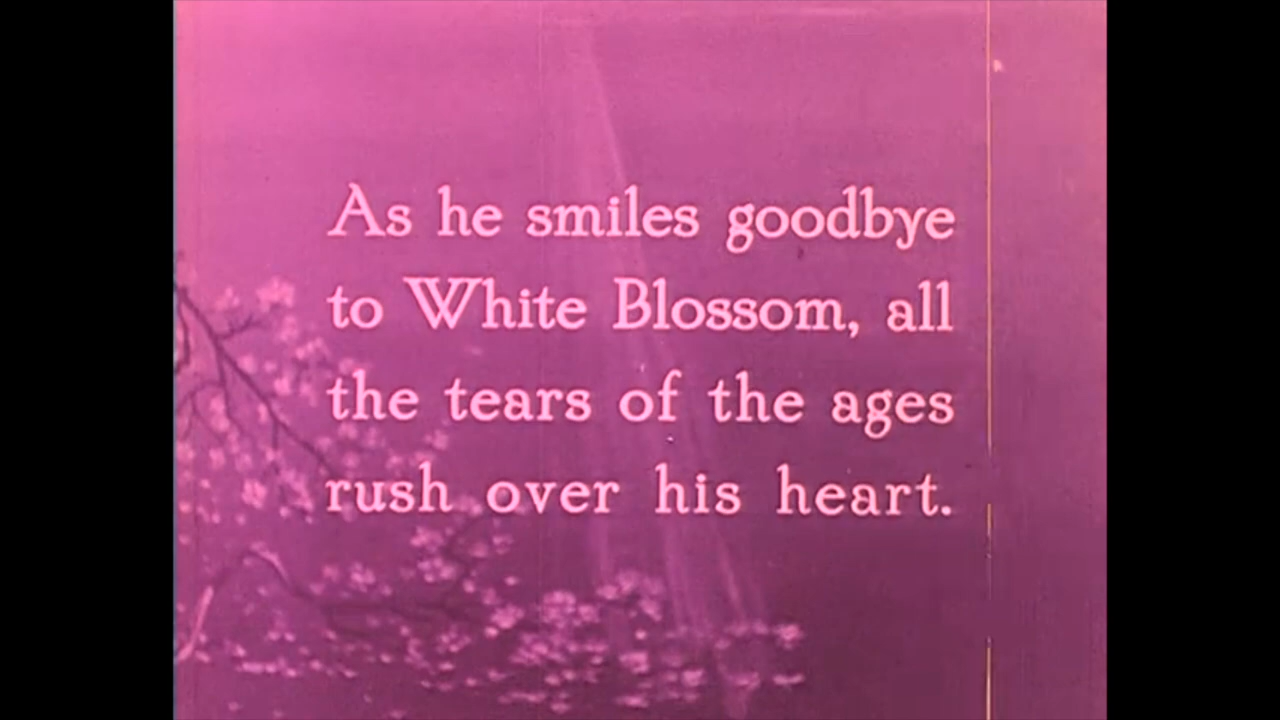 As he smiles goodbye
to White Blossom, all
the tears of the ages
rush over his heart.